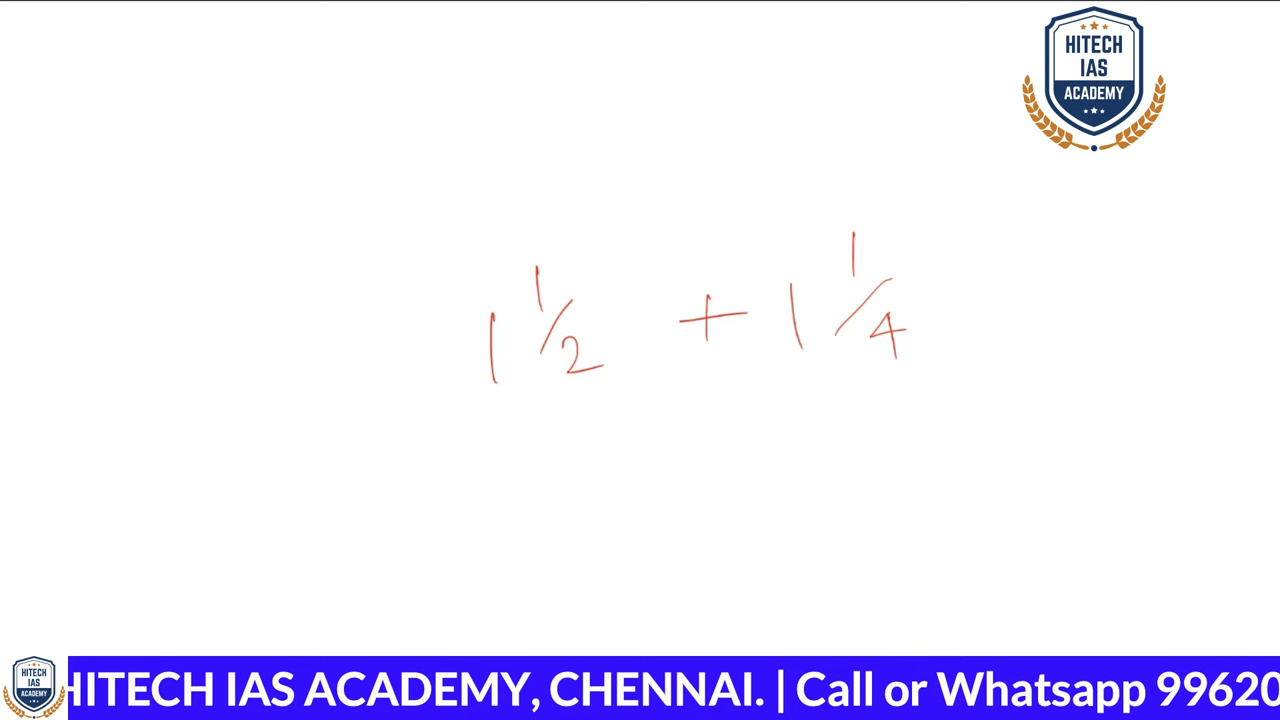 HITECH
IAS
ACADEMY
1 1/2 + 1 1/4
HITECH
IAS
ACADEMY
HITECH IAS ACADEMY, CHENNAI. | Call or Whatsapp 99620